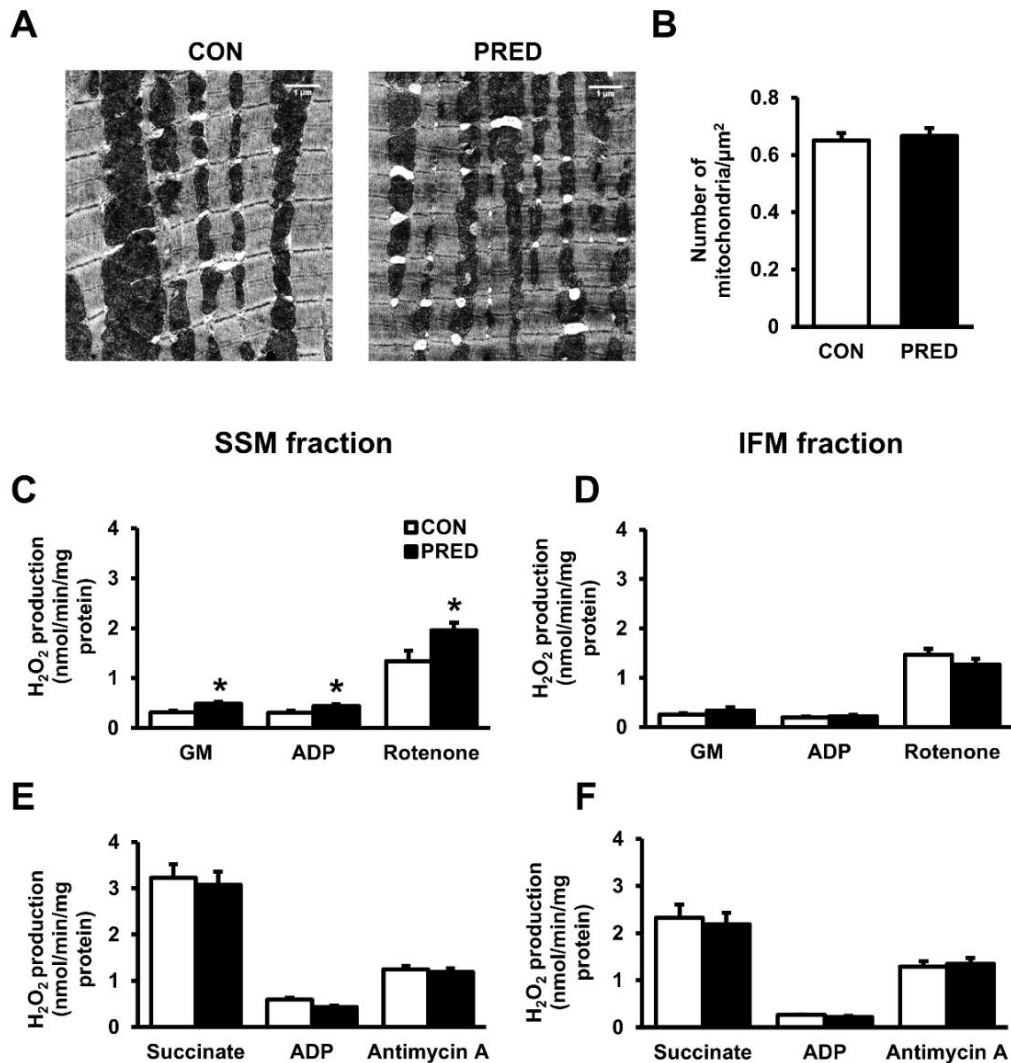 A
CON
PRED
1 µm
1 µm
B
Number of
mitochondria/µm²
0.8
0.6
0.4
0.2
0
CON
PRED
SSM fraction
IFM fraction
C
H₂O₂ production
(nmol/min/mg
protein)
4
3
2
1
0
CON
PRED
*
*
*
GM
ADP
Rotenone
D
H₂O₂ production
(nmol/min/mg
protein)
4
3
2
1
0
GM
ADP
Rotenone
E
H₂O₂ production
(nmol/min/mg
protein)
4
3
2
1
0
Succinate
ADP
Antimycin A
F
H₂O₂ production
(nmol/min/mg
protein)
4
3
2
1
0
Succinate
ADP
Antimycin A